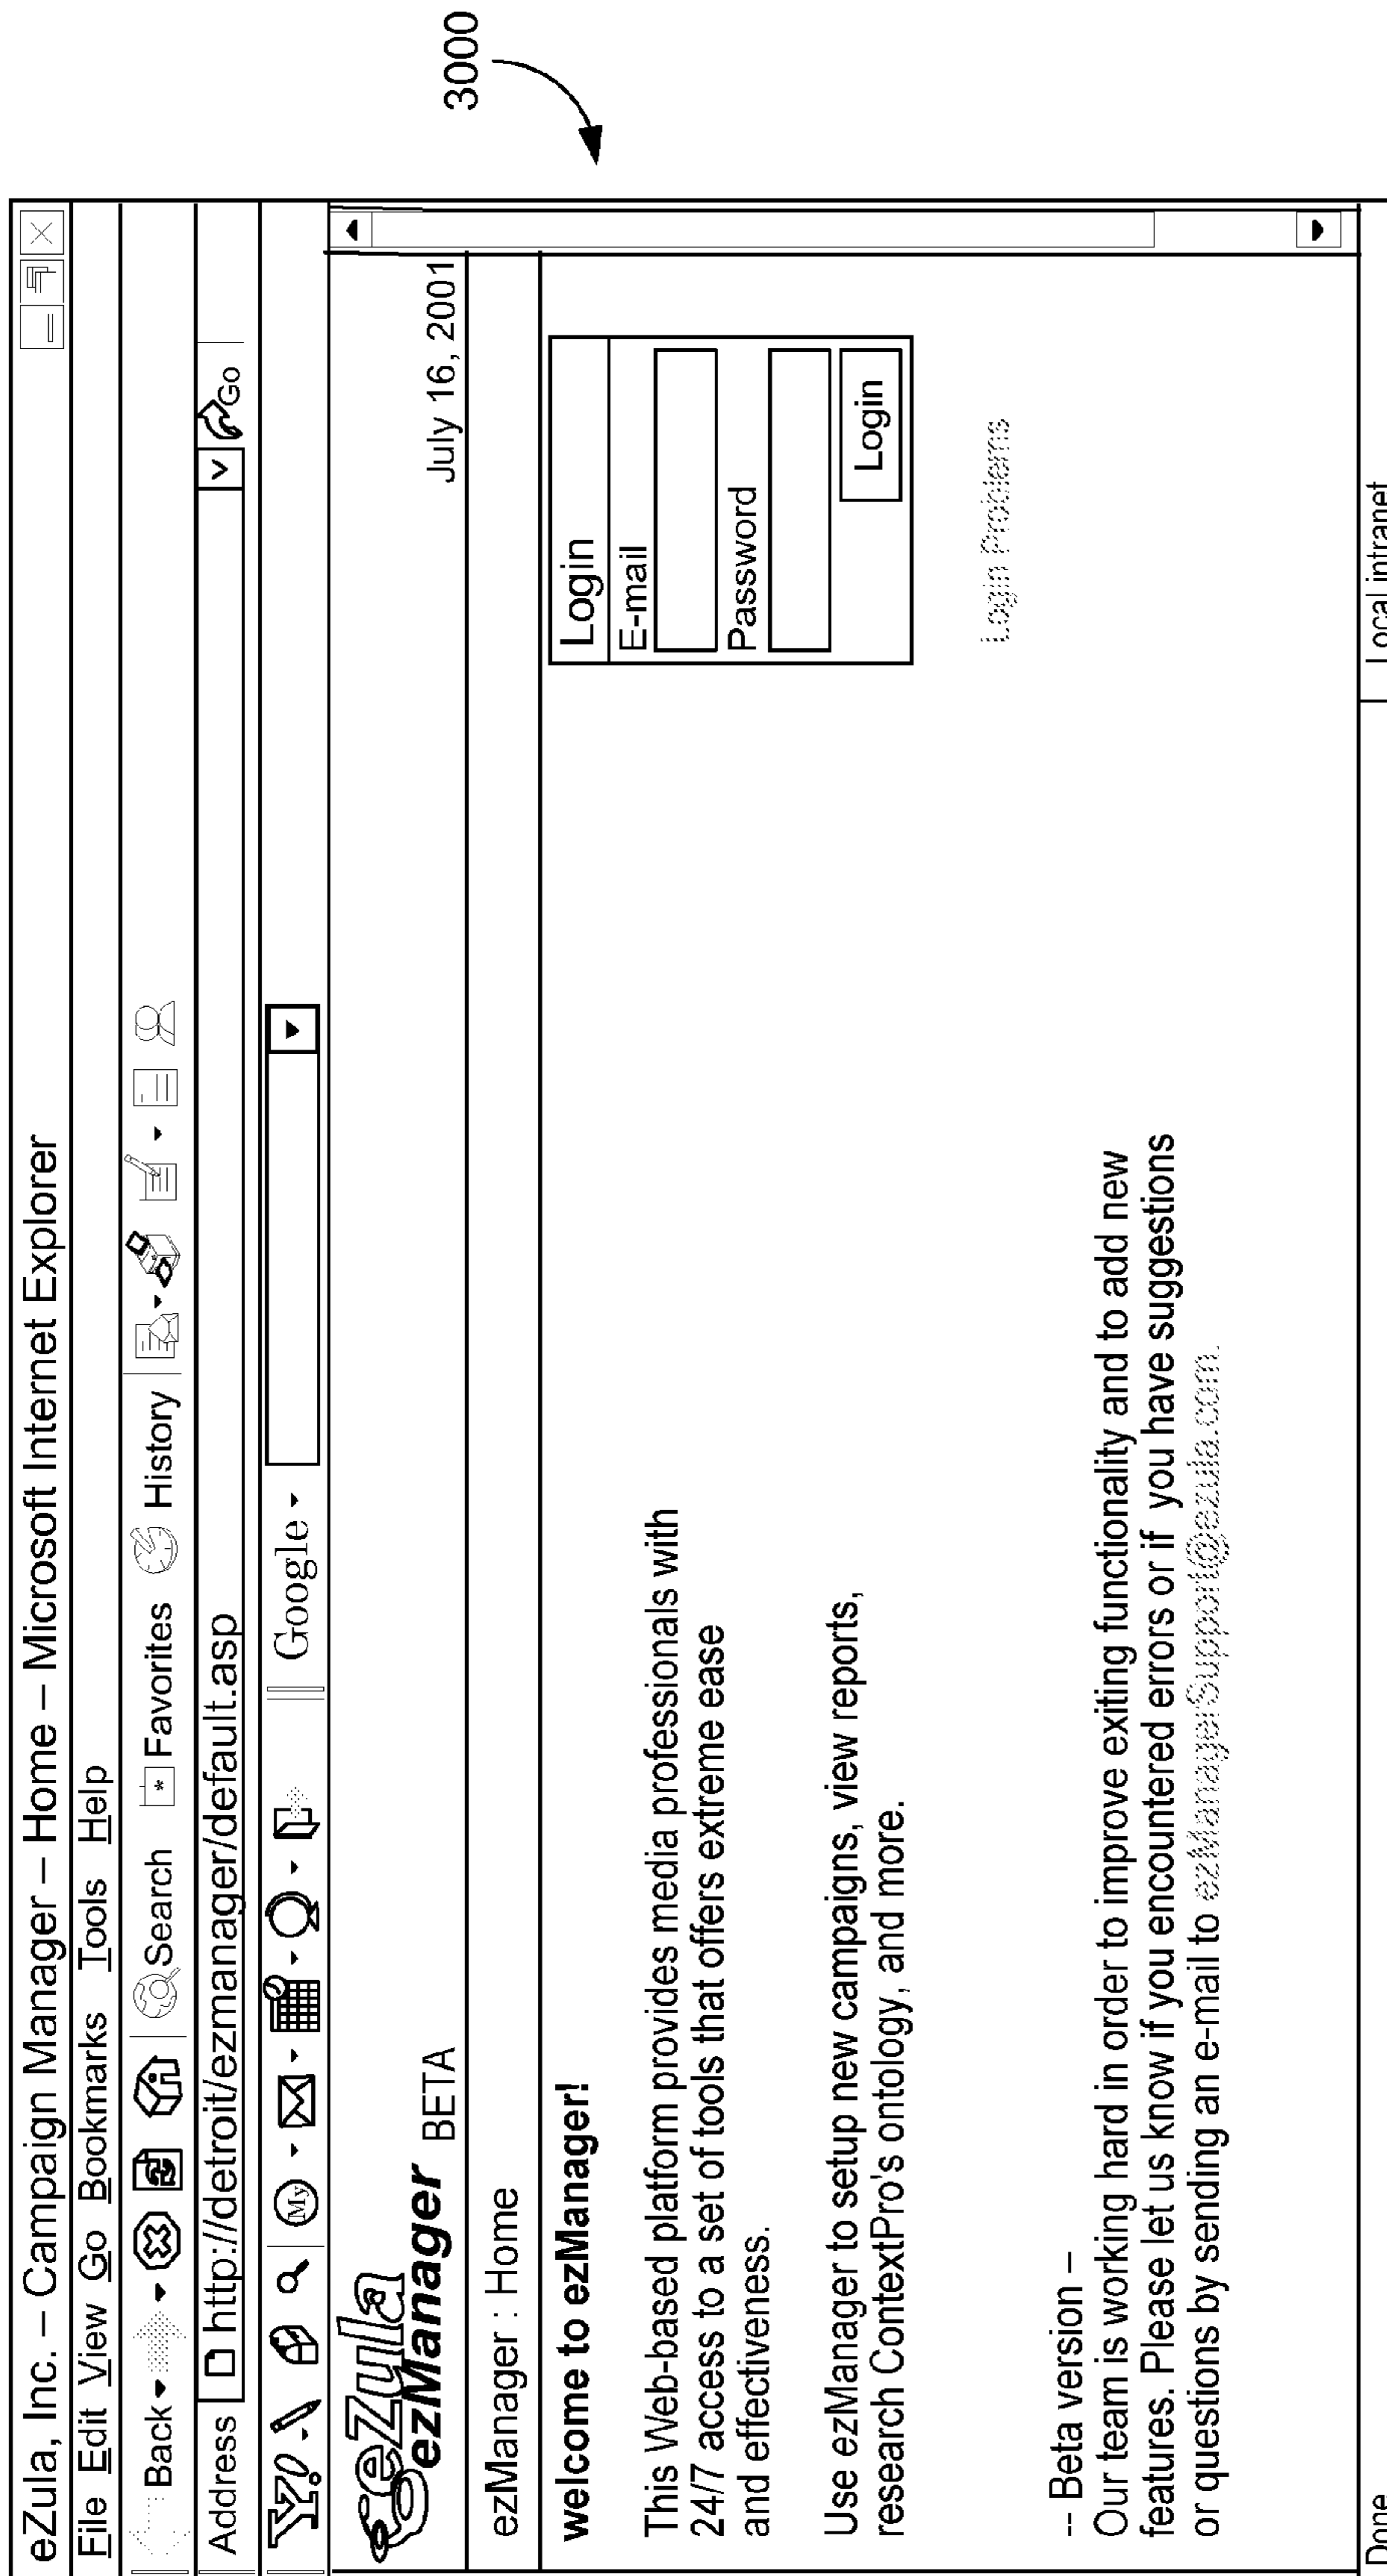 3000
eZula, Inc. – Campaign Manager – Home – Microsoft Internet Explorer
File Edit View Go Bookmarks Tools Help
Back Search Favorites History
Address http://detroit/ezmanager/default.asp Go
Y! My Google
eZula
ezManager BETA July 16, 2001
ezManager : Home
welcome to ezManager!
This Web-based platform provides media professionals with
24/7 access to a set of tools that offers extreme ease
and effectiveness.
Use ezManager to setup new campaigns, view reports,
research ContextPro's ontology, and more.
Login
E-mail
Password
Login
Login Problems
-- Beta version –
Our team is working hard in order to improve exiting functionality and to add new
features. Please let us know if you encountered errors or if you have suggestions
or questions by sending an e-mail to ezManagerSupport@ezula.com.
Done Local intranet